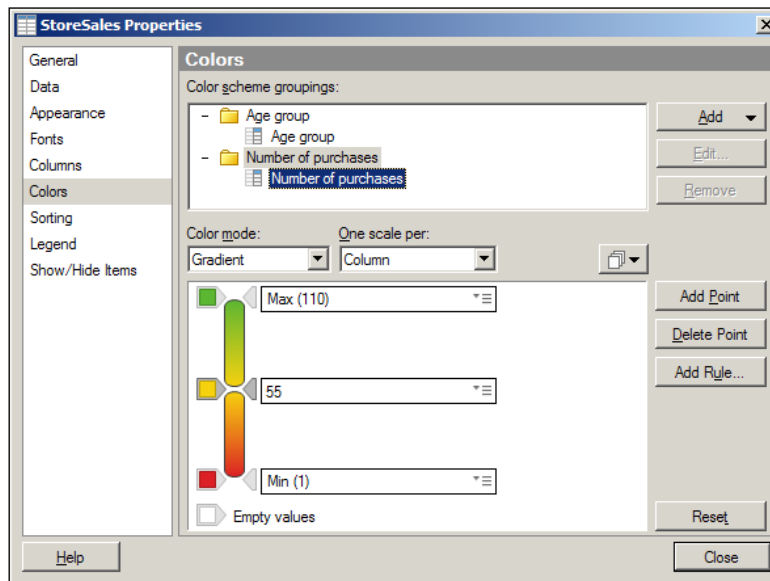 StoreSales Properties
General
Data
Appearance
Fonts
Columns
Colors
Sorting
Legend
Show/Hide Items
Colors
Color scheme groupings:
Age group
Age group
Number of purchases
Number of purchases
Add
Edit...
Remove
Color mode:
One scale per:
Gradient
Column
Max (110)
55
Min (1)
Empty values
Add Point
Delete Point
Add Rule...
Reset
Help
Close